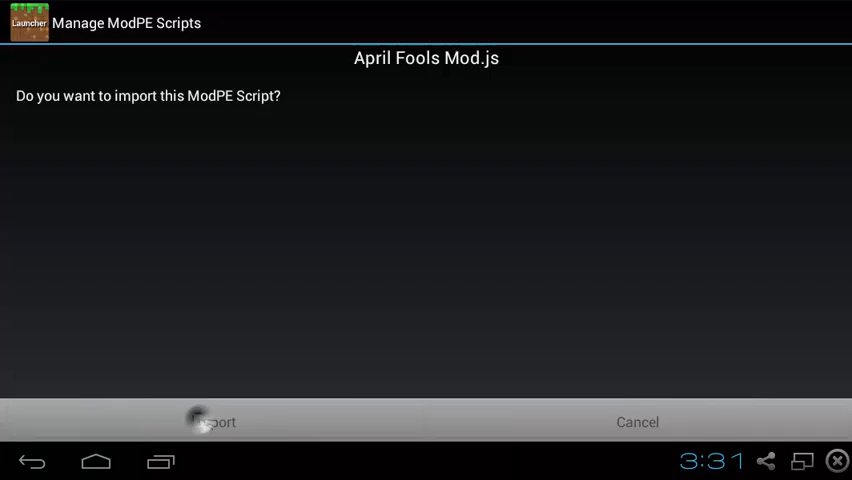 Launcher Manage ModPE Scripts
April Fools Mod.js
Do you want to import this ModPE Script?
Cancel
3:31